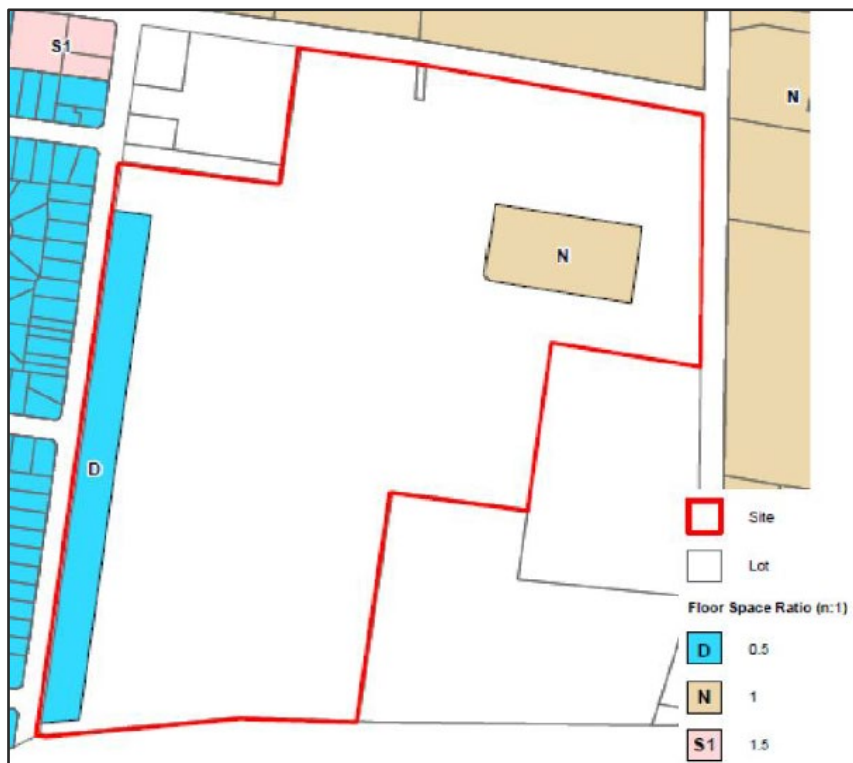 S1
N
N
D
Site
Lot
Floor Space Ratio (n:1)
D 0.5
N 1
S1 1.5